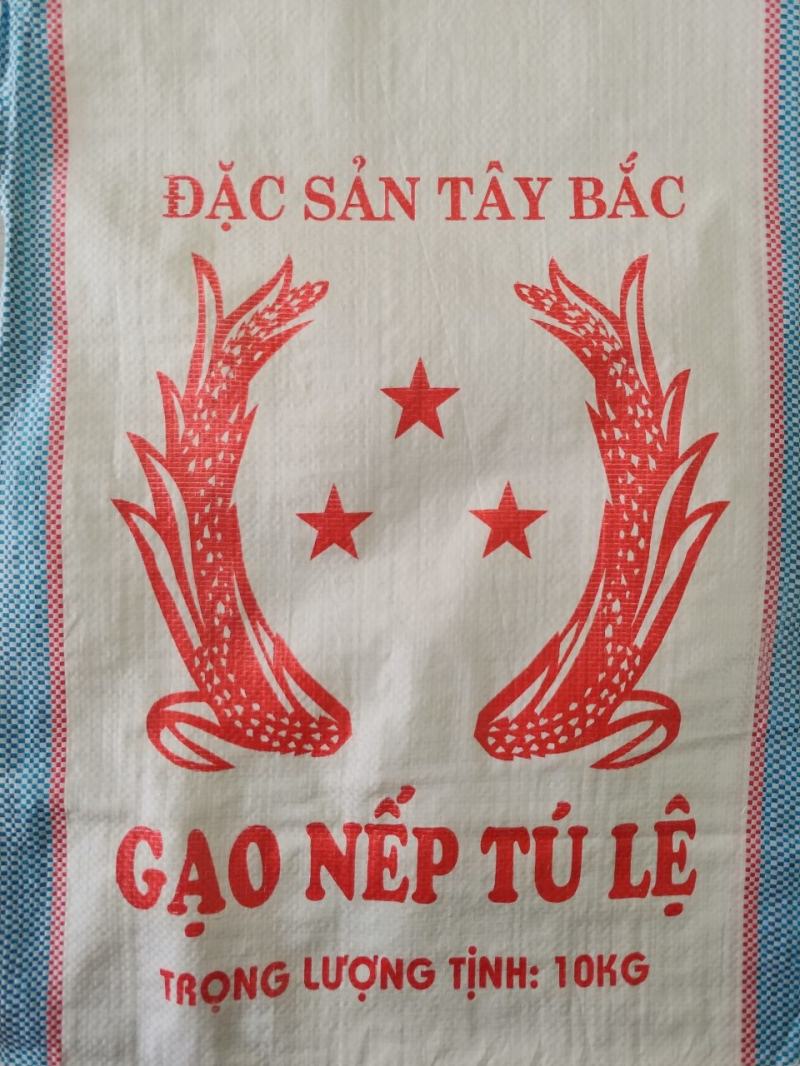 ĐẶC SẢN TÂY BẮC
GẠO NẾP TÚ LỆ
TRỌNG LƯỢNG TỊNH: 10KG